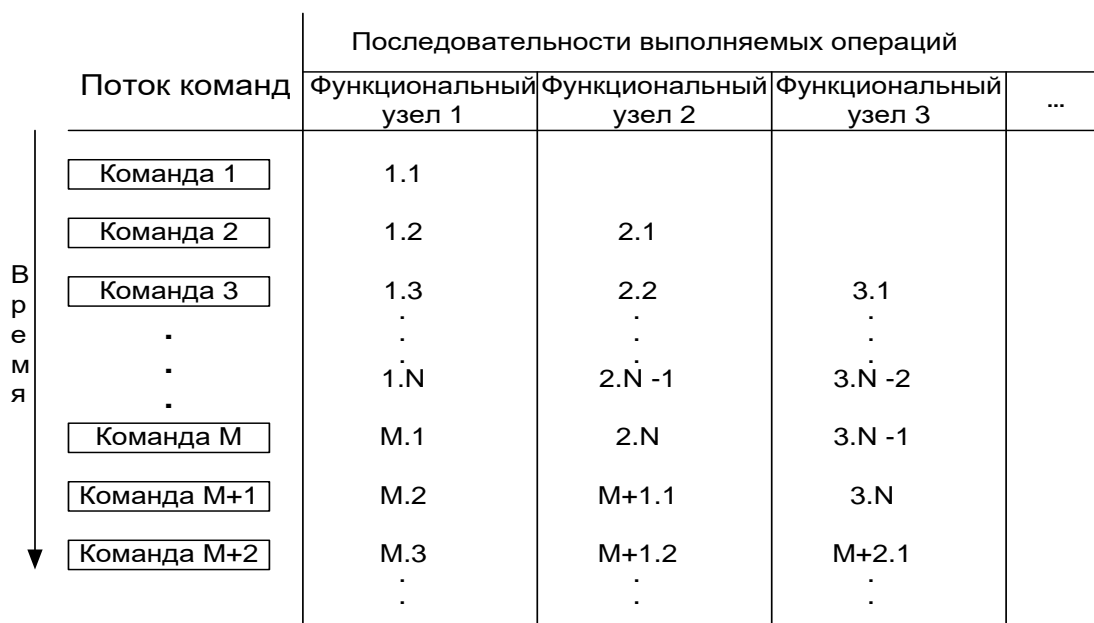 Последовательности выполняемых операций
Поток команд Функциональный узел 1 Функциональный узел 2 Функциональный узел 3 ...
Время
Команда 1 1.1
Команда 2 1.2 2.1
Команда 3 1.3 2.2 3.1
1.N 2.N -1 3.N -2
Команда M M.1 2.N 3.N -1
Команда M+1 M.2 M+1.1 3.N
Команда M+2 M.3 M+1.2 M+2.1